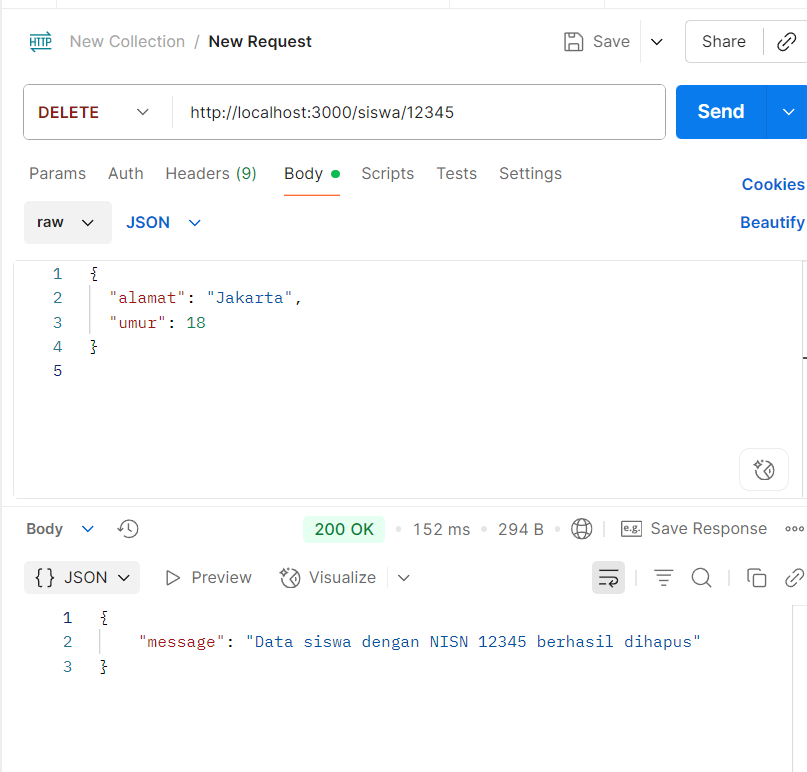 HTTP New Collection / New Request Save Share
DELETE http://localhost:3000/siswa/12345 Send
Params Auth Headers (9) Body Scripts Tests Settings
Cookies
raw JSON Beautify
1 {
2 "alamat": "Jakarta",
3 "umur": 18
4 }
5
Body 200 OK 152 ms 294 B e.g. Save Response
{} JSON Preview Visualize
1 {
2 "message": "Data siswa dengan NISN 12345 berhasil dihapus"
3 }